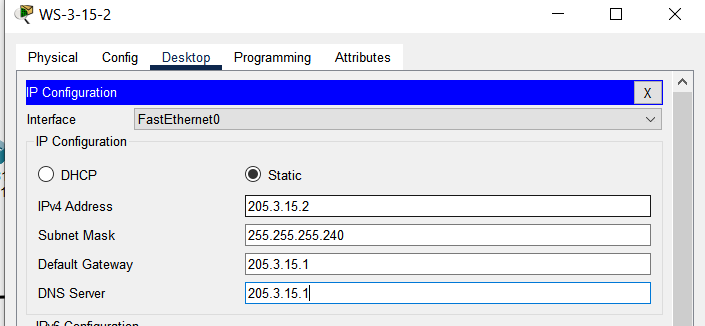 WS-3-15-2
Physical Config Desktop Programming Attributes
IP Configuration X
Interface FastEthernet0
IP Configuration
DHCP Static
IPv4 Address 205.3.15.2
Subnet Mask 255.255.255.240
Default Gateway 205.3.15.1
DNS Server 205.3.15.1
IPv6 Configuration